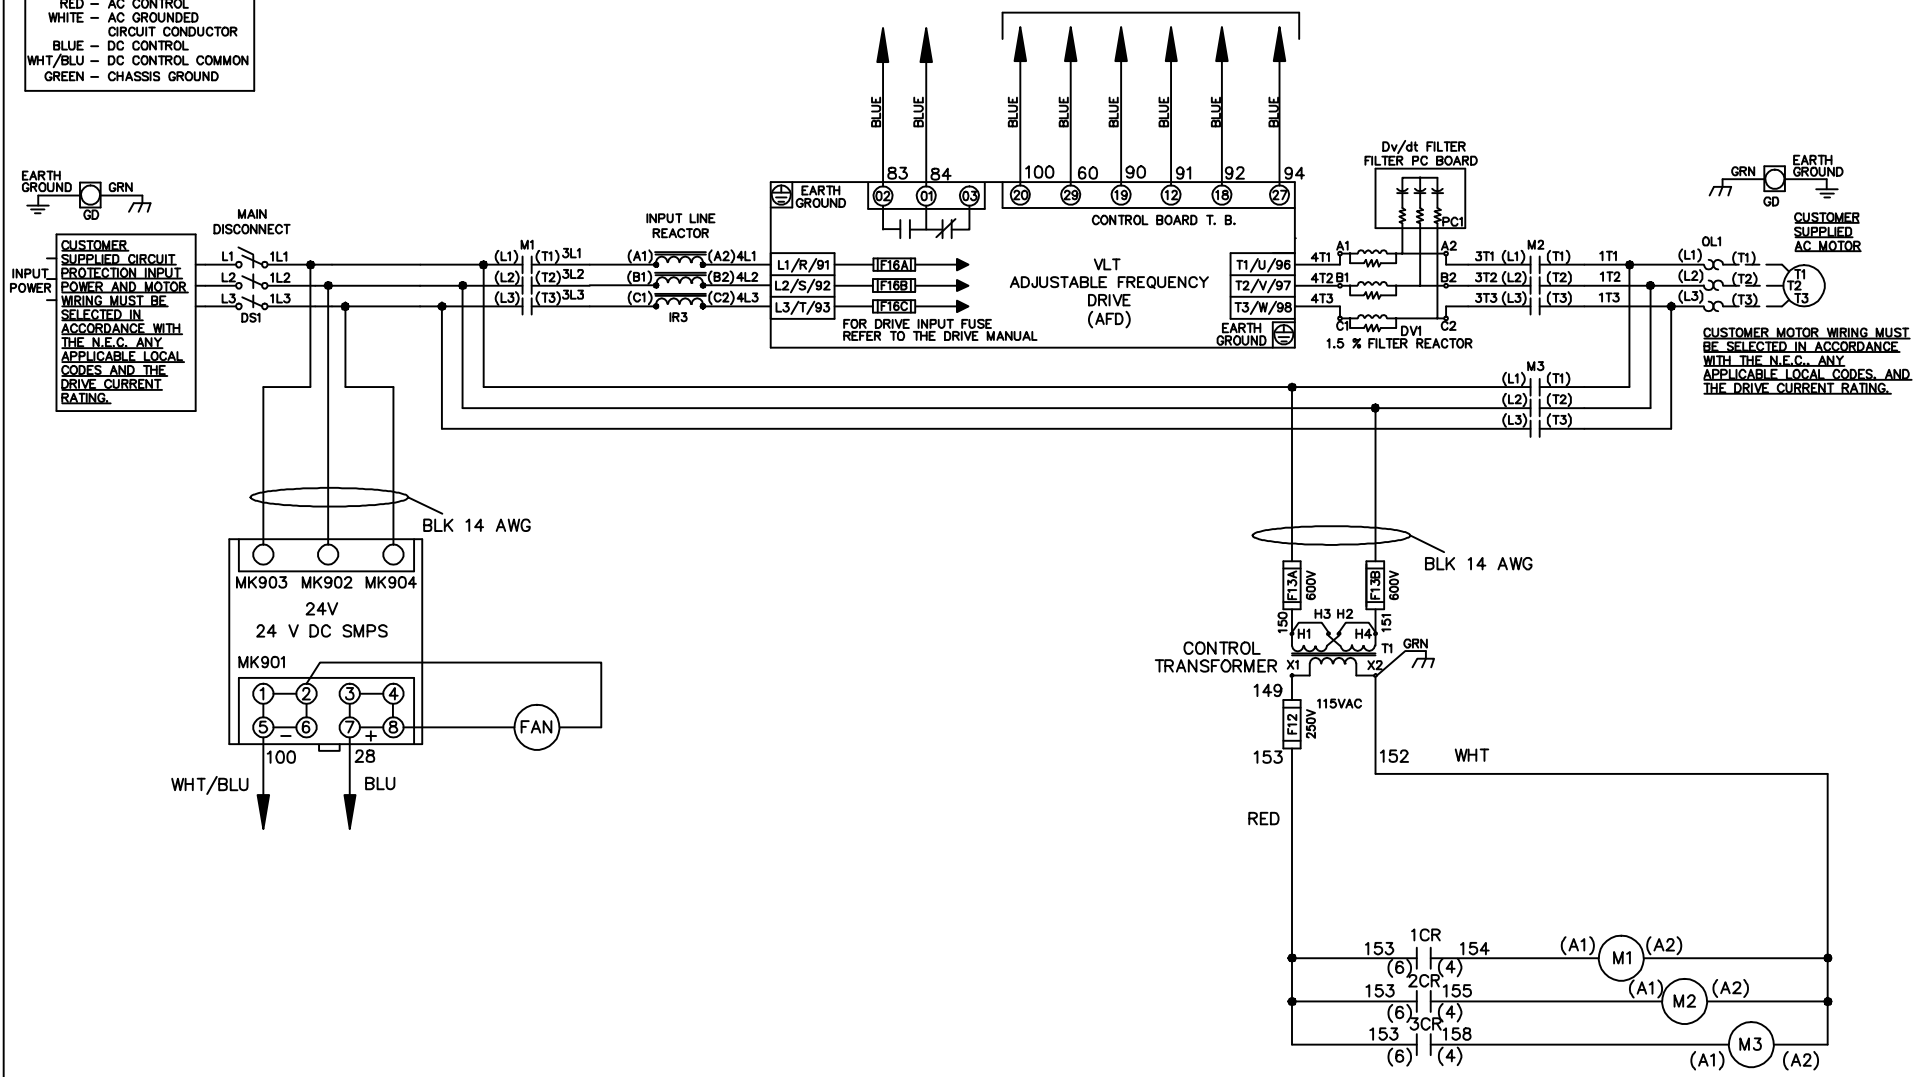 RED – AC CONTROL
WHITE – AC GROUNDED
CIRCUIT CONDUCTOR
BLUE – DC CONTROL
WHT/BLU – DC CONTROL COMMON
GREEN – CHASSIS GROUND
EARTH
GROUND
GRN
GD
INPUT
POWER
CUSTOMER
SUPPLIED CIRCUIT
PROTECTION INPUT
POWER AND MOTOR
WIRING MUST BE
SELECTED IN
ACCORDANCE WITH
THE N.E.C. ANY
APPLICABLE LOCAL
CODES AND THE
DRIVE CURRENT
RATING.
MAIN
DISCONNECT
L1 1L1
L2 1L2
L3 1L3
DS1
M1
(L1) (T1) 3L1
(L2) (T2) 3L2
(L3) (T3) 3L3
INPUT LINE
REACTOR
(A1) (A2) 4L1
(B1) (B2) 4L2
(C1) (C2) 4L3
IR3
BLUE BLUE BLUE BLUE BLUE BLUE BLUE BLUE
83 84 100 60 90 91 92 94
EARTH
GROUND
02 01 03 20 29 19 12 18 27
CONTROL BOARD T. B.
L1/R/91 F16A
L2/S/92 F16B
L3/T/93 F16C
FOR DRIVE INPUT FUSE
REFER TO THE DRIVE MANUAL
VLT
ADJUSTABLE FREQUENCY
DRIVE
(AFD)
T1/U/96
T2/V/97
T3/W/98
EARTH
GROUND
Dv/dt FILTER
FILTER PC BOARD
PC1
4T1 A1 A2
4T2 B1 B2
4T3 C1 C2
DV1
1.5 % FILTER REACTOR
M2
3T1 (L1) (T1) 1T1
3T2 (L2) (T2) 1T2
3T3 (L3) (T3) 1T3
OL1
(L1) (T1)
(L2) (T2)
(L3) (T3)
T1
T2
T3
GRN
EARTH
GROUND
GD
CUSTOMER
SUPPLIED
AC MOTOR
CUSTOMER MOTOR WIRING MUST
BE SELECTED IN ACCORDANCE
WITH THE N.E.C.. ANY
APPLICABLE LOCAL CODES, AND
THE DRIVE CURRENT RATING.
M3
(L1) (T1)
(L2) (T2)
(L3) (T3)
BLK 14 AWG
MK903 MK902 MK904
24V
24 V DC SMPS
MK901
1 2 3 4
5 – 6 7 + 8
FAN
100 28
WHT/BLU BLU
BLK 14 AWG
F13A 600V
F13B 600V
150 151
H3 H2
H1 H4
T1
GRN
CONTROL
TRANSFORMER
X1 X2
149
115VAC
F12 250V
153
152 WHT
RED
1CR
153 154 (A1) M1 (A2)
(6) (4)
2CR
153 155 (A1) M2 (A2)
(6) (4)
3CR
153 158 M3
(6) (4) (A1) (A2)